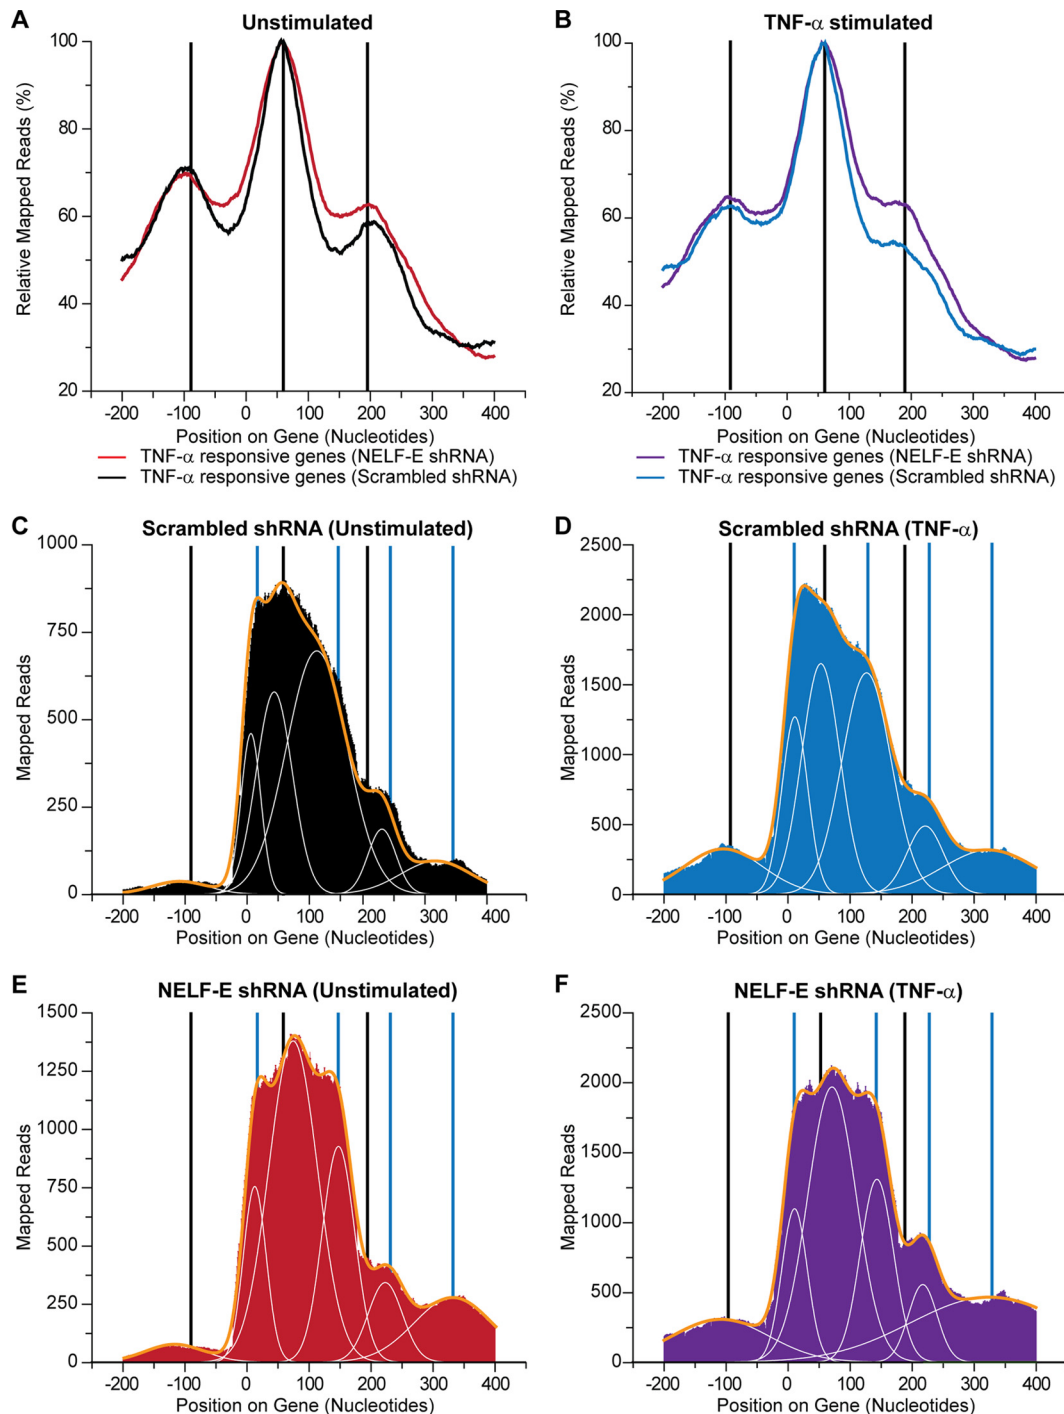 A
Unstimulated
Relative Mapped Reads (%)
100
80
60
40
20
-200 -100 0 100 200 300 400
Position on Gene (Nucleotides)
TNF-α responsive genes (NELF-E shRNA)
TNF-α responsive genes (Scrambled shRNA)
B
TNF-α stimulated
Relative Mapped Reads (%)
100
80
60
40
20
-200 -100 0 100 200 300 400
Position on Gene (Nucleotides)
TNF-α responsive genes (NELF-E shRNA)
TNF-α responsive genes (Scrambled shRNA)
C
Scrambled shRNA (Unstimulated)
Mapped Reads
1000
750
500
250
0
-200 -100 0 100 200 300 400
Position on Gene (Nucleotides)
D
Scrambled shRNA (TNF-α)
Mapped Reads
2500
2000
1500
1000
500
0
-200 -100 0 100 200 300 400
Position on Gene (Nucleotides)
E
NELF-E shRNA (Unstimulated)
Mapped Reads
1500
1250
1000
750
500
250
0
-200 -100 0 100 200 300 400
Position on Gene (Nucleotides)
F
NELF-E shRNA (TNF-α)
Mapped Reads
2500
2000
1500
1000
500
0
-200 -100 0 100 200 300 400
Position on Gene (Nucleotides)